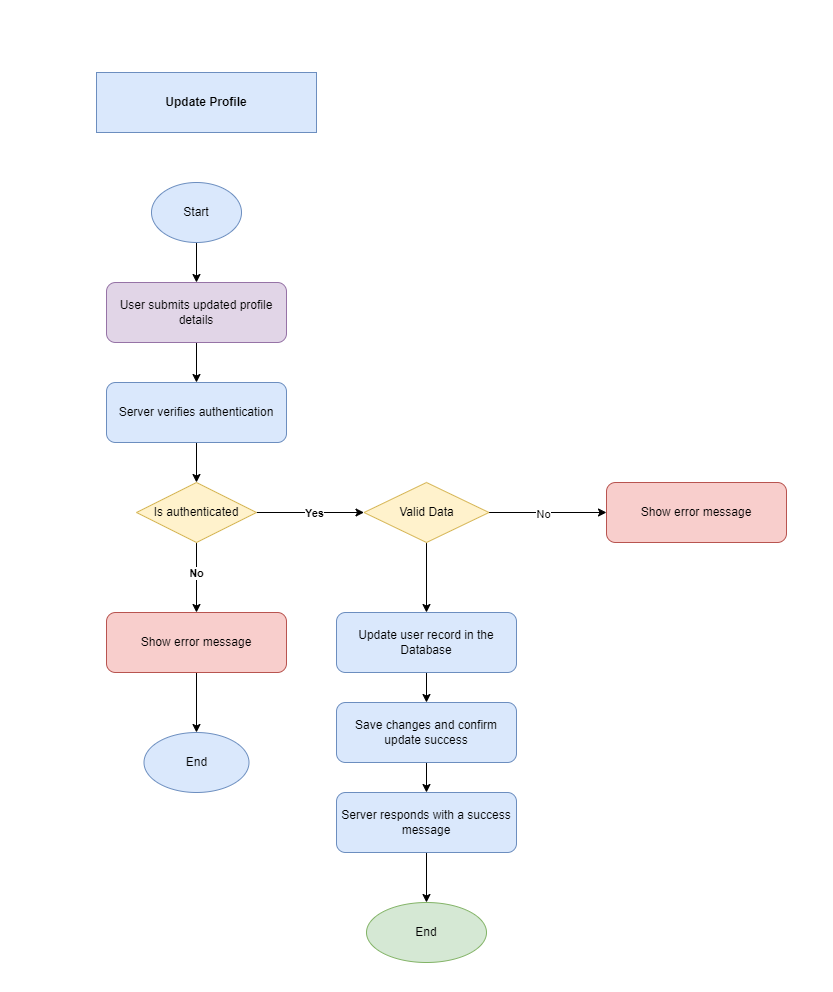 Update Profile
Start
User submits updated profile
details
Server verifies authentication
Is authenticated
Yes
Valid Data
No
Show error message
No
Show error message
Update user record in the
Database
Save changes and confirm
update success
End
Server responds with a success
message
End